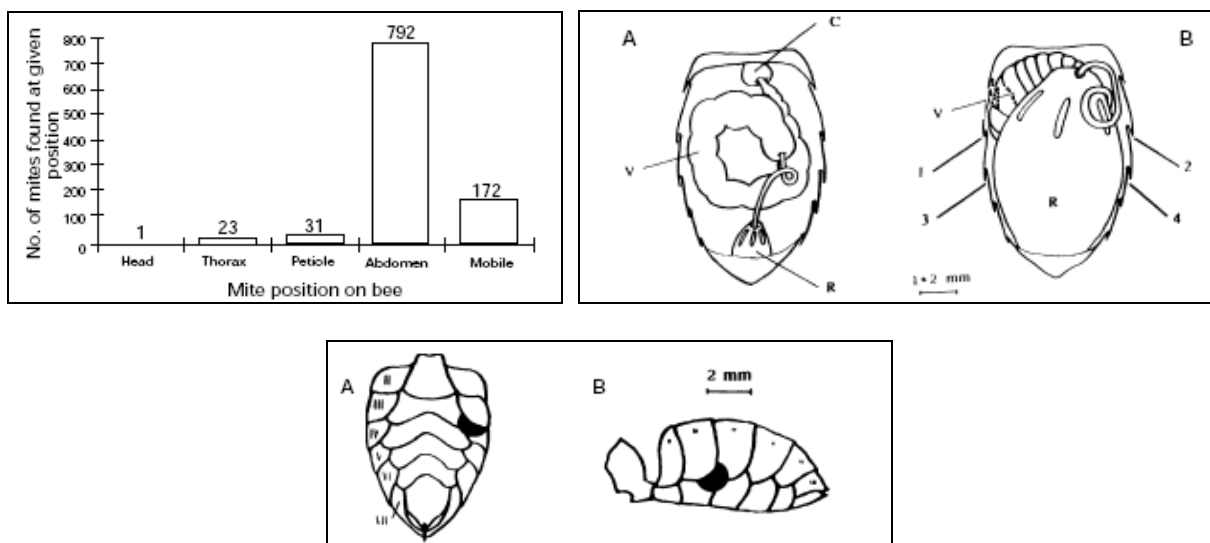 No. of mites found at given
position
800
700
600
500
400
300
200
100
0
1
23
31
792
172
Head
Thorax
Petiole
Abdomen
Mobile
Mite position on bee
A
C
V
R
B
V
1
2
3
4
R
1•2 mm
A
II
III
IV
V
VI
VII
B
2 mm